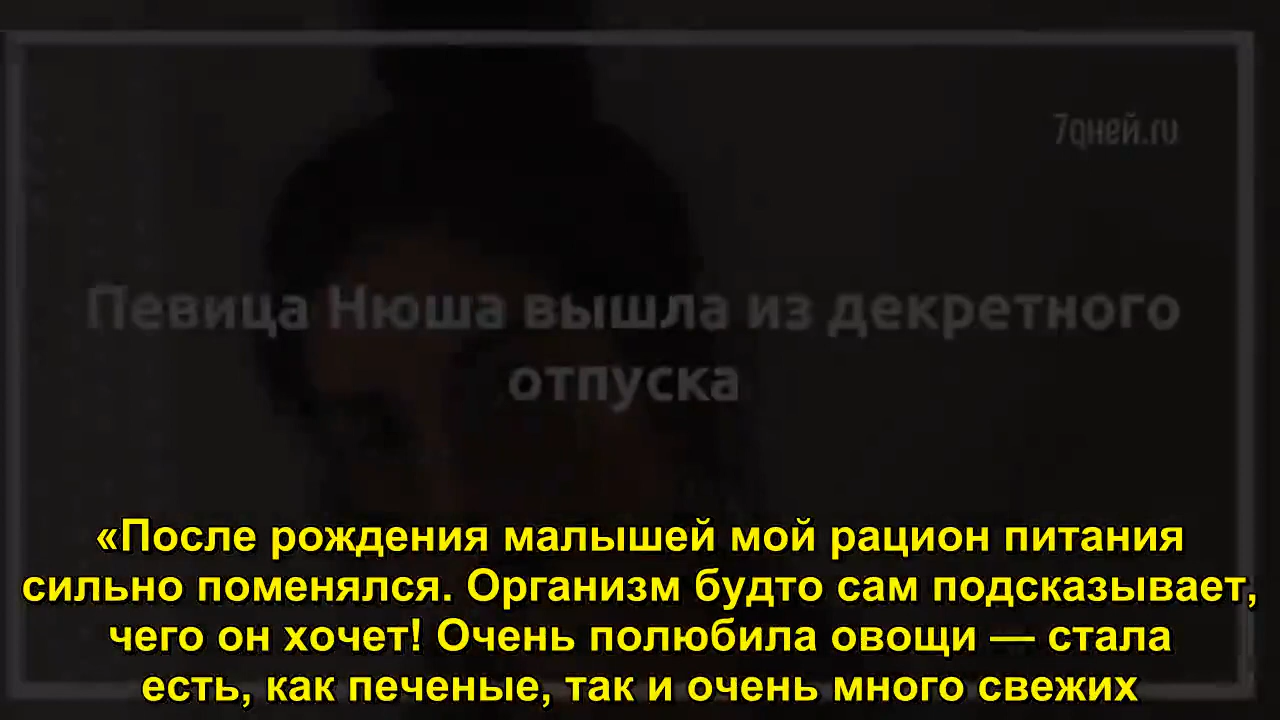 7дней.ru
Певица Нюша вышла из декретного
отпуска
«После рождения малышей мой рацион питания
сильно поменялся. Организм будто сам подсказывает,
чего он хочет! Очень полюбила овощи — стала
есть, как печеные, так и очень много свежих